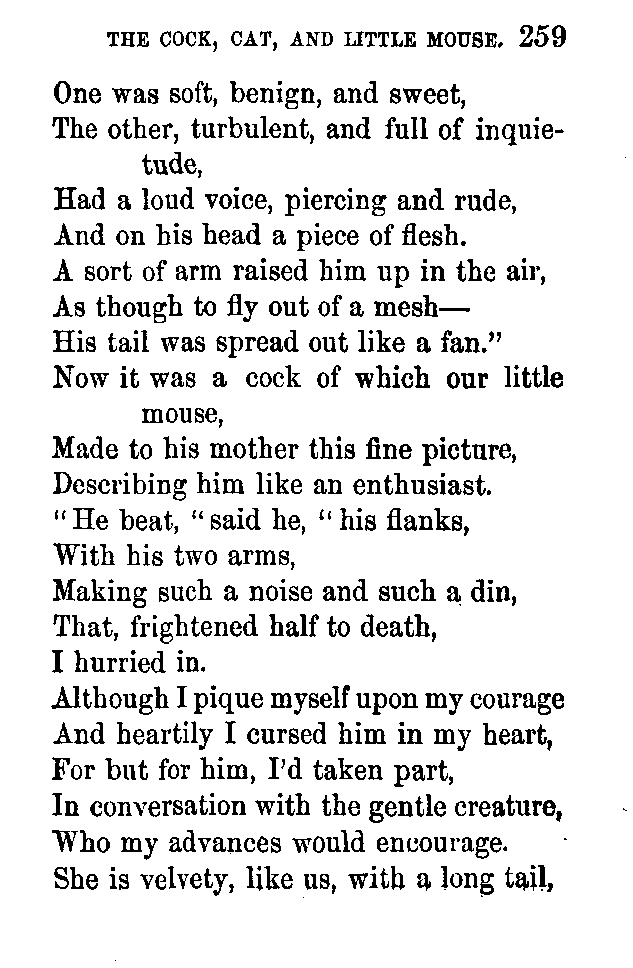 THE COCK, CAT, AND LITTLE MOUSE. 259
One was soft, benign, and sweet,
The other, turbulent, and full of inquie-
tude,
Had a loud voice, piercing and rude,
And on his head a piece of flesh.
A sort of arm raised him up in the air,
As though to fly out of a mesh—
His tail was spread out like a fan."
Now it was a cock of which our little
mouse,
Made to his mother this fine picture,
Describing him like an enthusiast.
"He beat, "said he, "his flanks,
With his two arms,
Making such a noise and such a din,
That, frightened half to death,
I hurried in.
Although I pique myself upon my courage
And heartily I cursed him in my heart,
For but for him, I'd taken part,
In conversation with the gentle creature,
Who my advances would encourage.
She is velvety, like us, with a long tail,